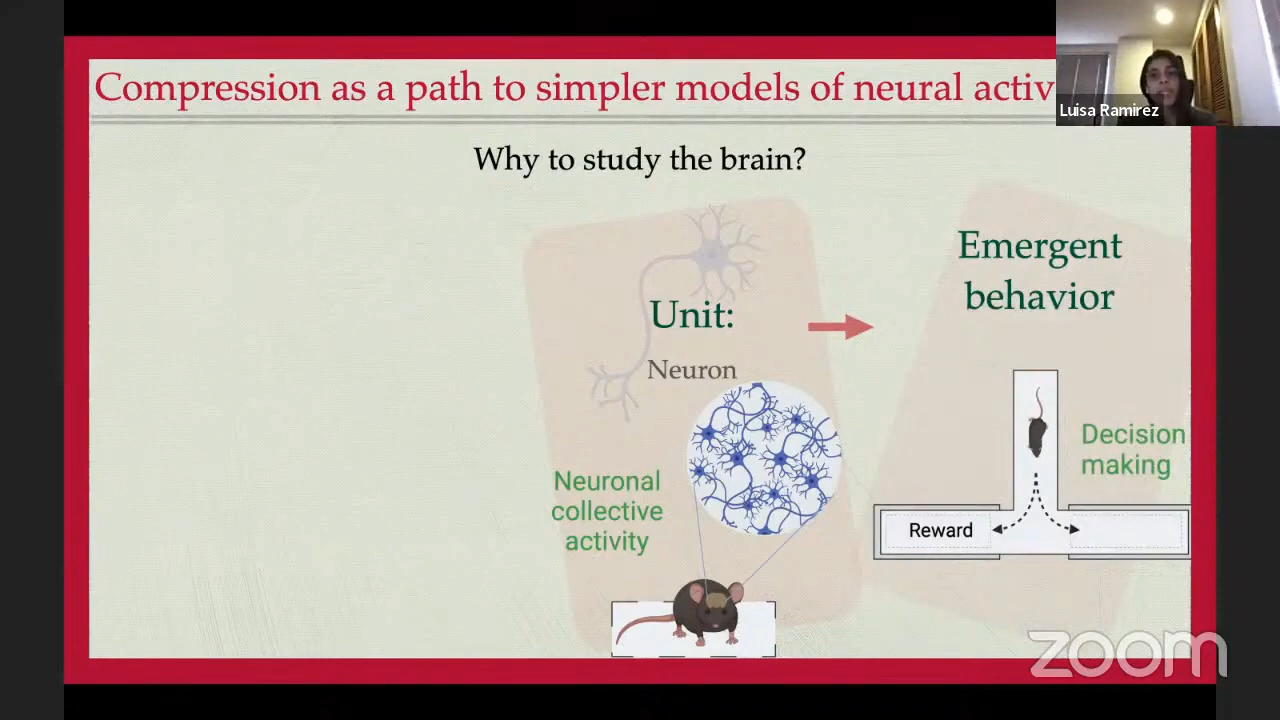 Compression as a path to simpler models of neural activ
Luisa Ramirez
Why to study the brain?
Unit:
Neuron
Neuronal
collective
activity
Emergent
behavior
Decision
making
Reward
zoom